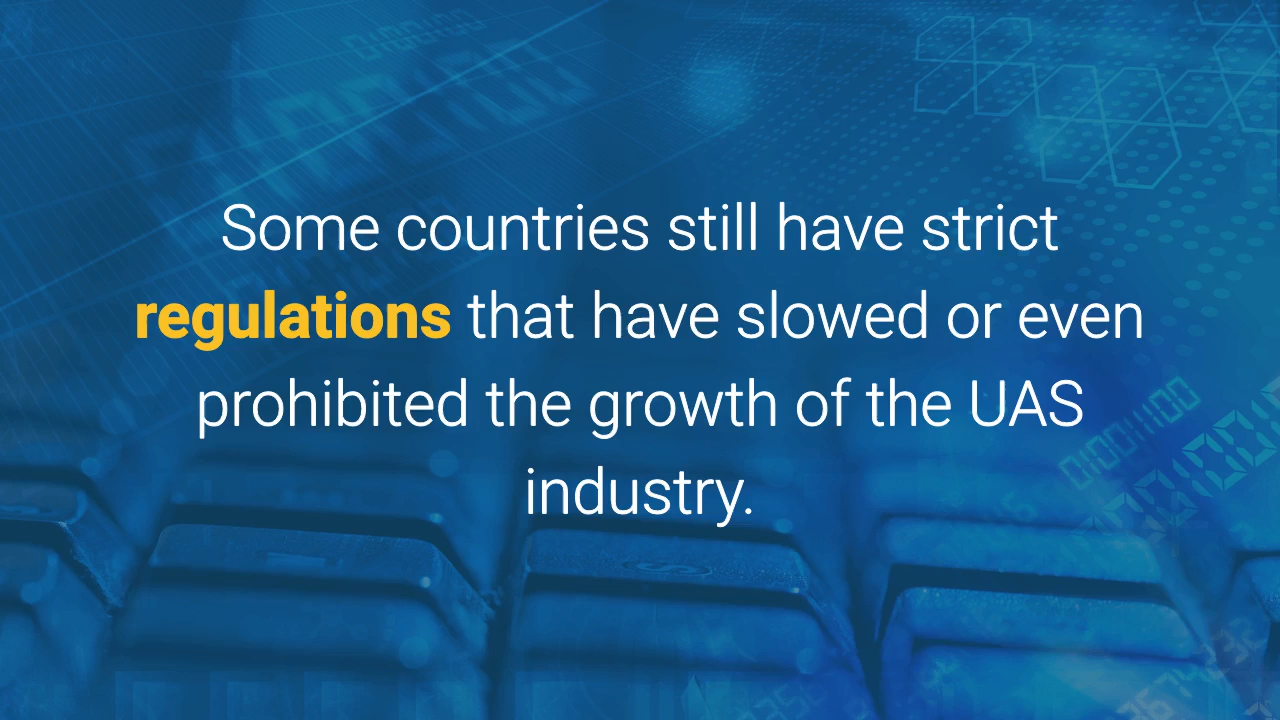 Some countries still have strict
regulations that have slowed or even
prohibited the growth of the UAS
industry.